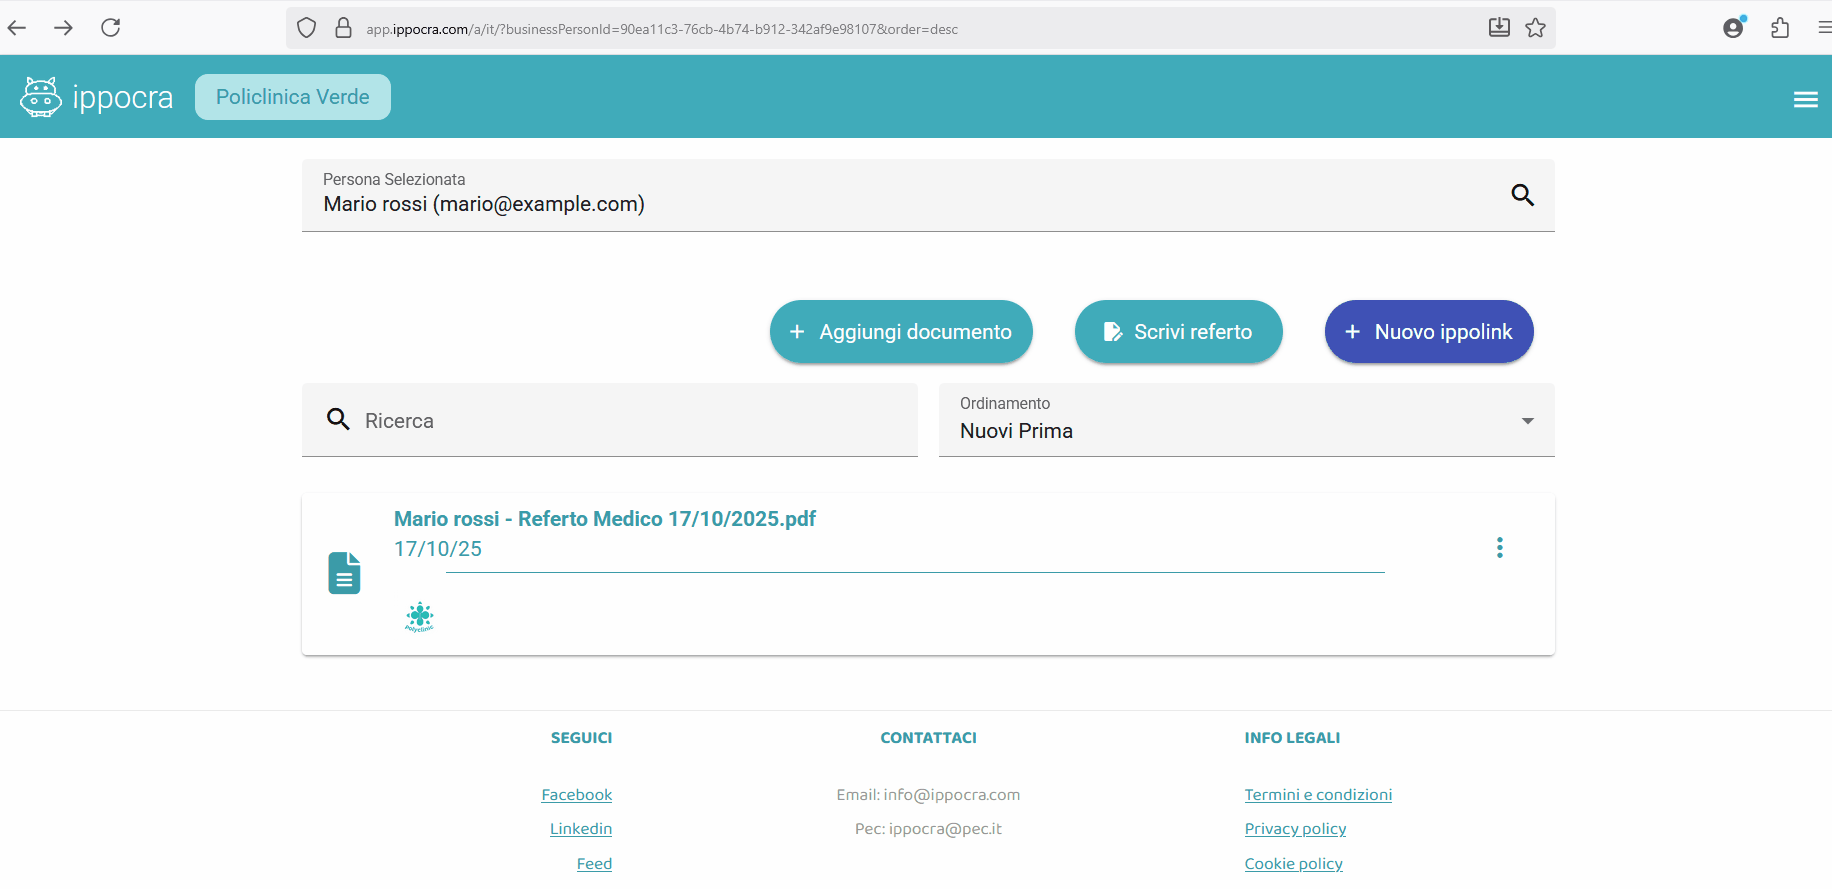 app.ippocra.com/a/it/?businessPersonId=90ea11c3-76cb-4b74-b912-342af9e98107&order=desc
ippocra
Policlinica Verde
Persona Selezionata
Mario rossi (mario@example.com)
+ Aggiungi documento
Scrivi referto
+ Nuovo ippolink
Ricerca
Ordinamento
Nuovi Prima
Mario rossi - Referto Medico 17/10/2025.pdf
17/10/25
polyclinic
SEGUICI
Facebook
Linkedin
Feed
CONTATTACI
Email: info@ippocra.com
Pec: ippocra@pec.it
INFO LEGALI
Termini e condizioni
Privacy policy
Cookie policy